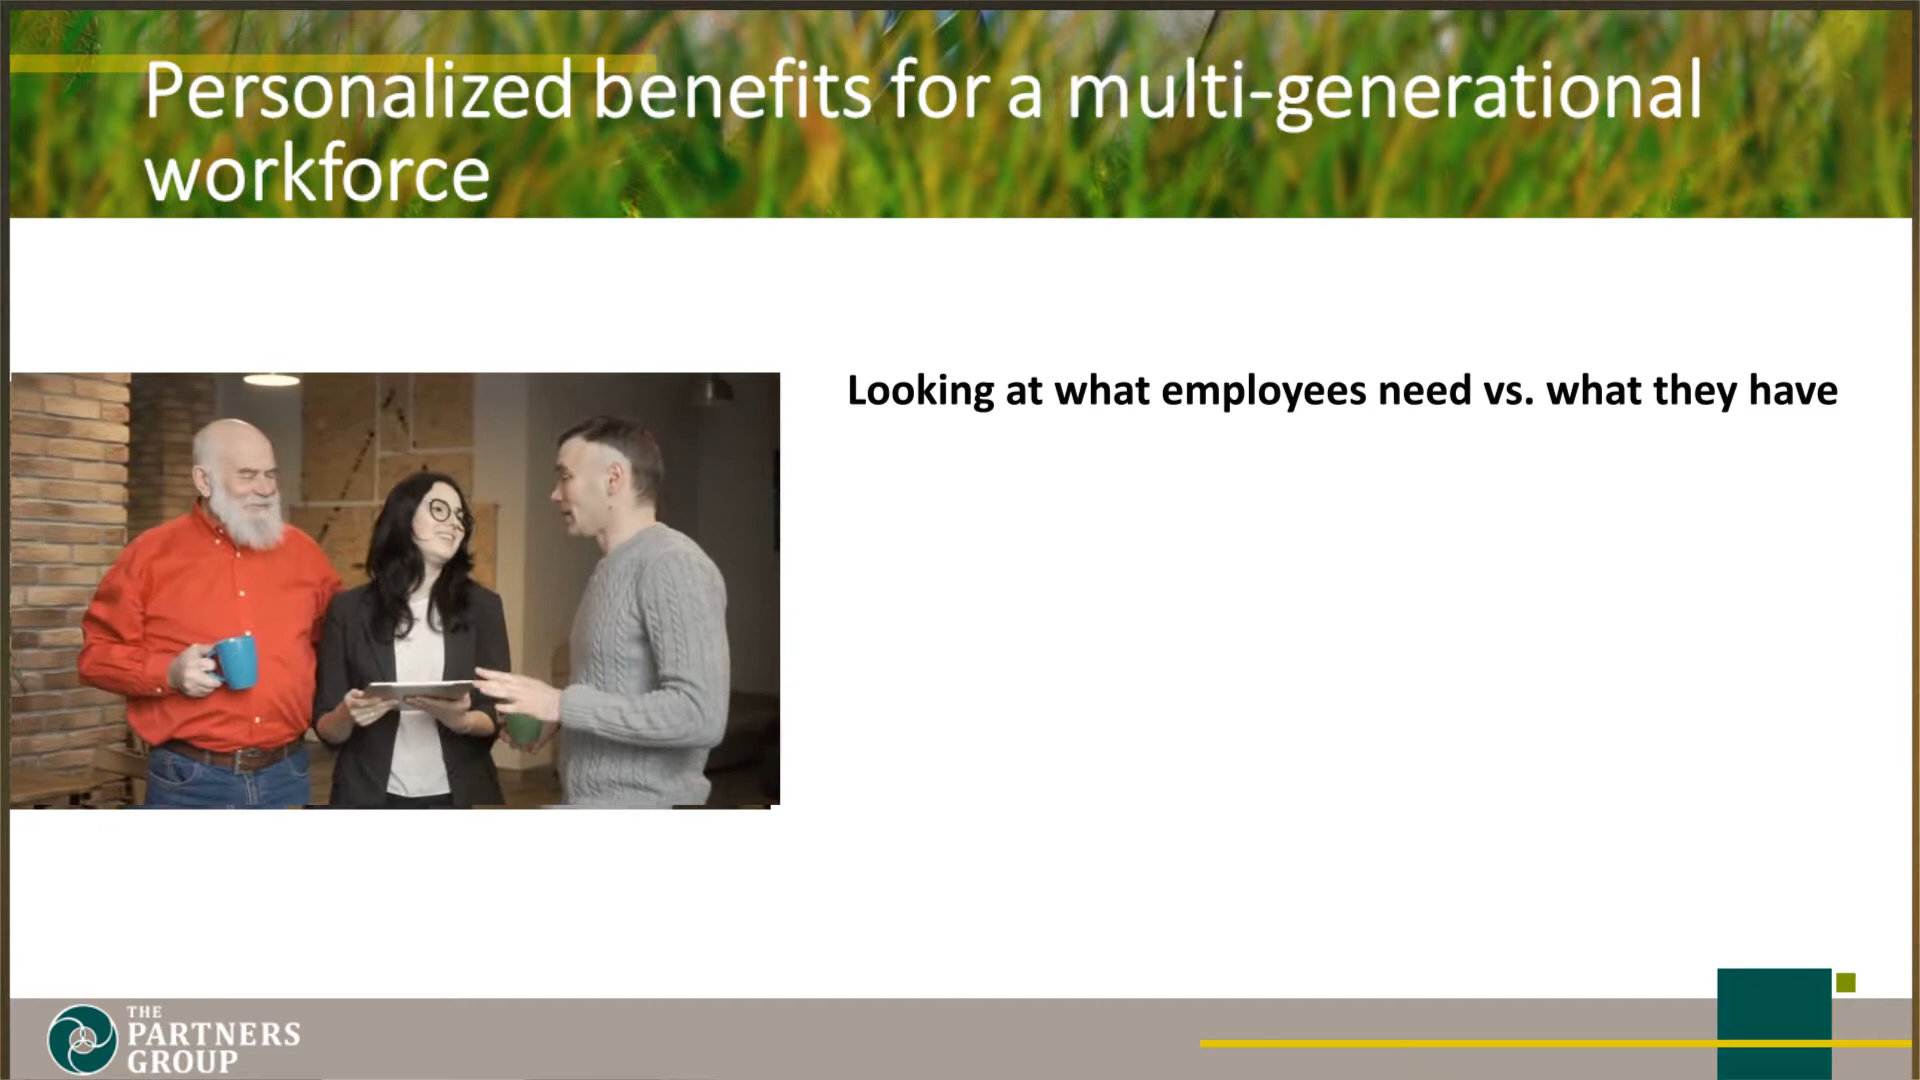 Personalized benefits for a multi-generational
workforce
Looking at what employees need vs. what they have
THE
PARTNERS
GROUP